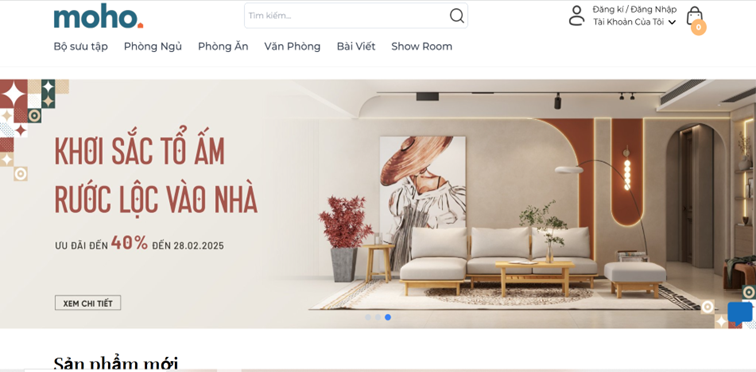 moho.
Tìm kiếm...
Đăng kí / Đăng Nhập
Tài Khoản Của Tôi
0
Bộ sưu tập Phòng Ngủ Phòng Ăn Văn Phòng Bài Viết Show Room
KHƠI SẮC TỔ ẤM
RƯỚC LỘC VÀO NHÀ
ƯU ĐÃI ĐẾN 40% ĐẾN 28.02.2025
XEM CHI TIẾT
Sản phẩm mới